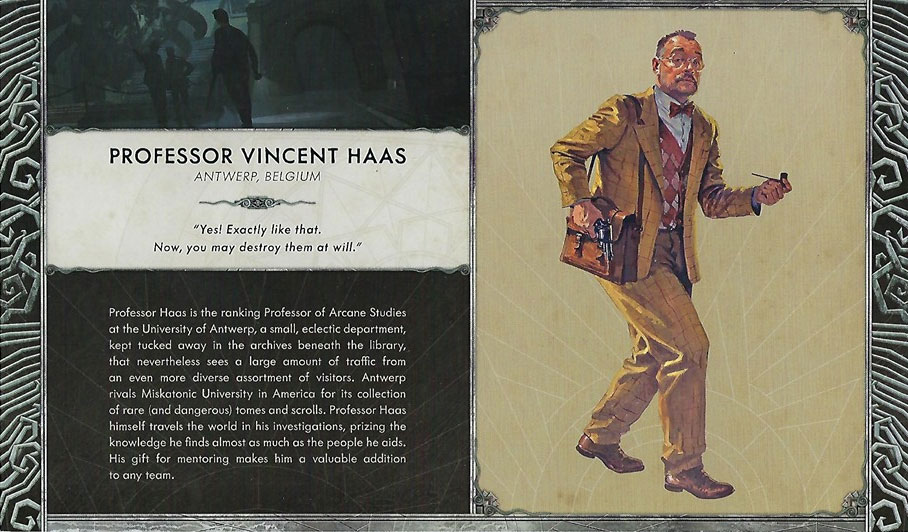 PROFESSOR VINCENT HAAS
ANTWERP, BELGIUM
“Yes! Exactly like that.
Now, you may destroy them at will.”
Professor Haas is the ranking Professor of Arcane Studies
at the University of Antwerp, a small, eclectic department,
kept tucked away in the archives beneath the library,
that nevertheless sees a large amount of traffic from
an even more diverse assortment of visitors. Antwerp
rivals Miskatonic University in America for its collection
of rare (and dangerous) tomes and scrolls. Professor Haas
himself travels the world in his investigations, prizing the
knowledge he finds almost as much as the people he aids.
His gift for mentoring makes him a valuable addition
to any team.